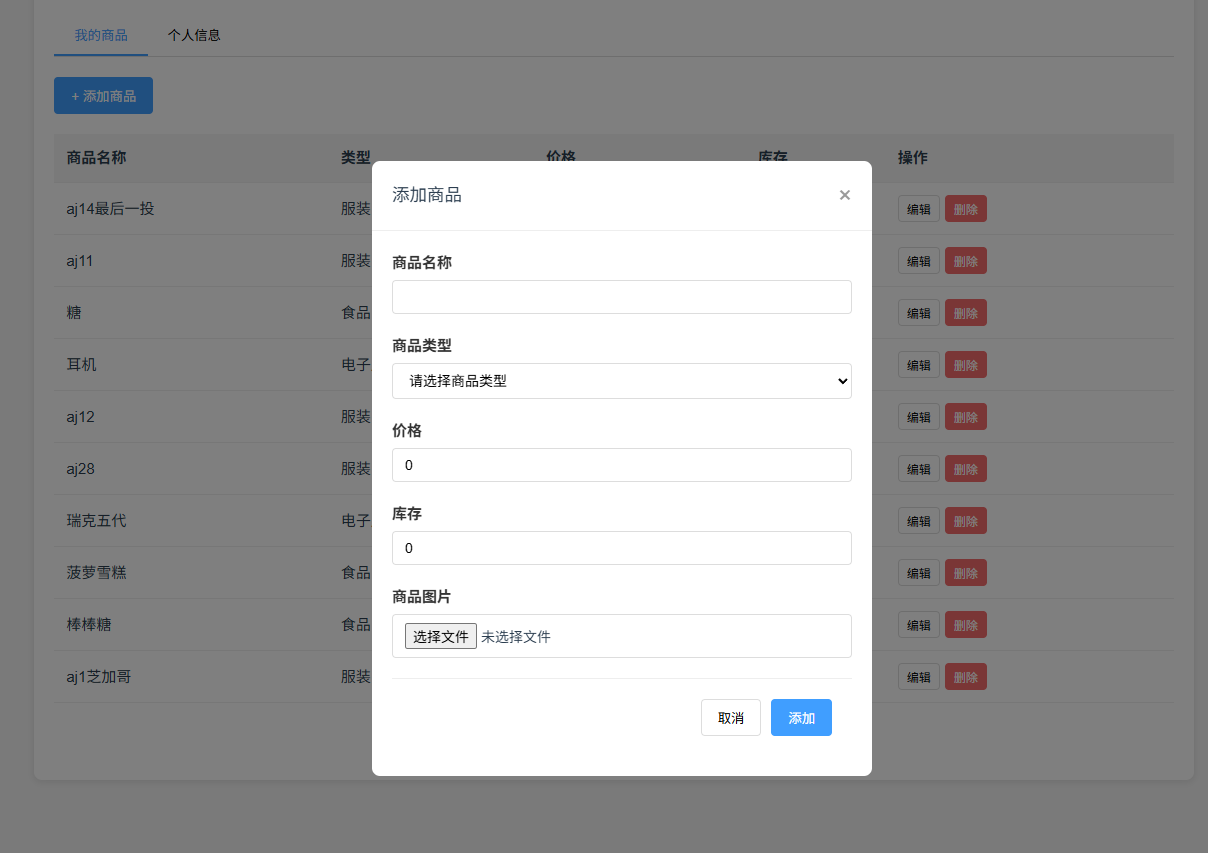 我的商品 个人信息
+ 添加商品
商品名称 类型 价格 库存 操作
添加商品 ×
aj14最后一投 服装 编辑 删除
商品名称
aj11 服装 编辑 删除
糖 食品 编辑 删除
商品类型
耳机 电子 编辑 删除
请选择商品类型
aj12 服装 编辑 删除
价格
aj28 服装 编辑 删除
0
库存
瑞克五代 电子 编辑 删除
0
菠萝雪糕 食品 编辑 删除
商品图片
棒棒糖 食品 编辑 删除
选择文件 未选择文件
aj1芝加哥 服装 编辑 删除
取消 添加